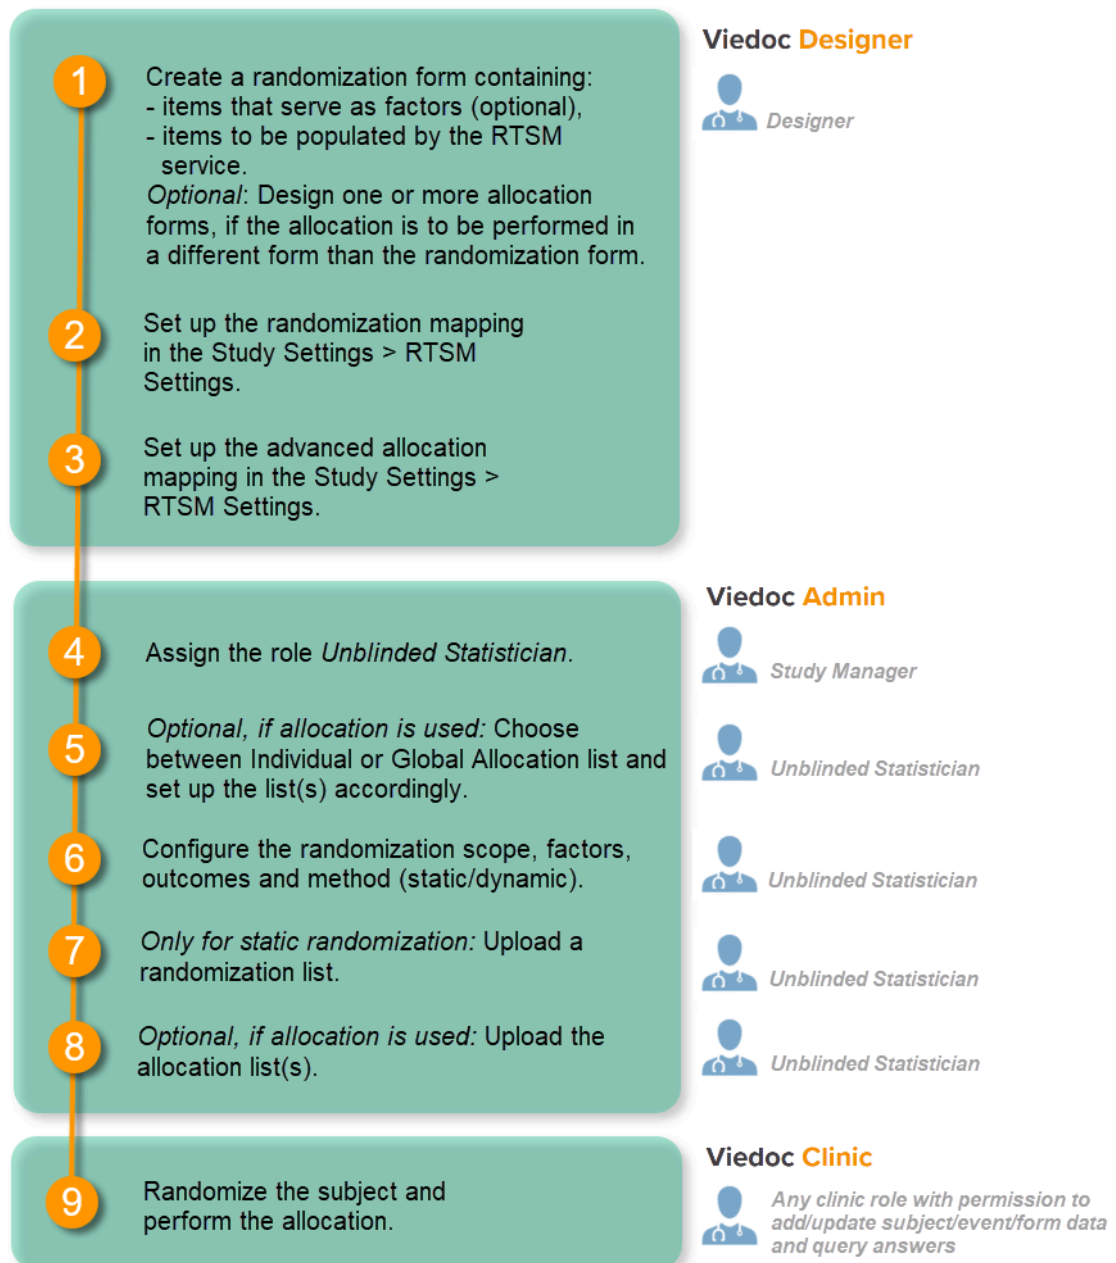 Viedoc Designer
1
Create a randomization form containing:
- items that serve as factors (optional),
- items to be populated by the RTSM
service.
Optional: Design one or more allocation
forms, if the allocation is to be performed in
a different form than the randomization form.
Designer
2
Set up the randomization mapping
in the Study Settings > RTSM
Settings.
3
Set up the advanced allocation
mapping in the Study Settings >
RTSM Settings.
Viedoc Admin
4
Assign the role Unblinded Statistician.
Study Manager
5
Optional, if allocation is used: Choose
between Individual or Global Allocation list and
set up the list(s) accordingly.
Unblinded Statistician
6
Configure the randomization scope, factors,
outcomes and method (static/dynamic).
Unblinded Statistician
7
Only for static randomization: Upload a
randomization list.
Unblinded Statistician
8
Optional, if allocation is used: Upload the
allocation list(s).
Unblinded Statistician
Viedoc Clinic
9
Randomize the subject and
perform the allocation.
Any clinic role with permission to
add/update subject/event/form data
and query answers